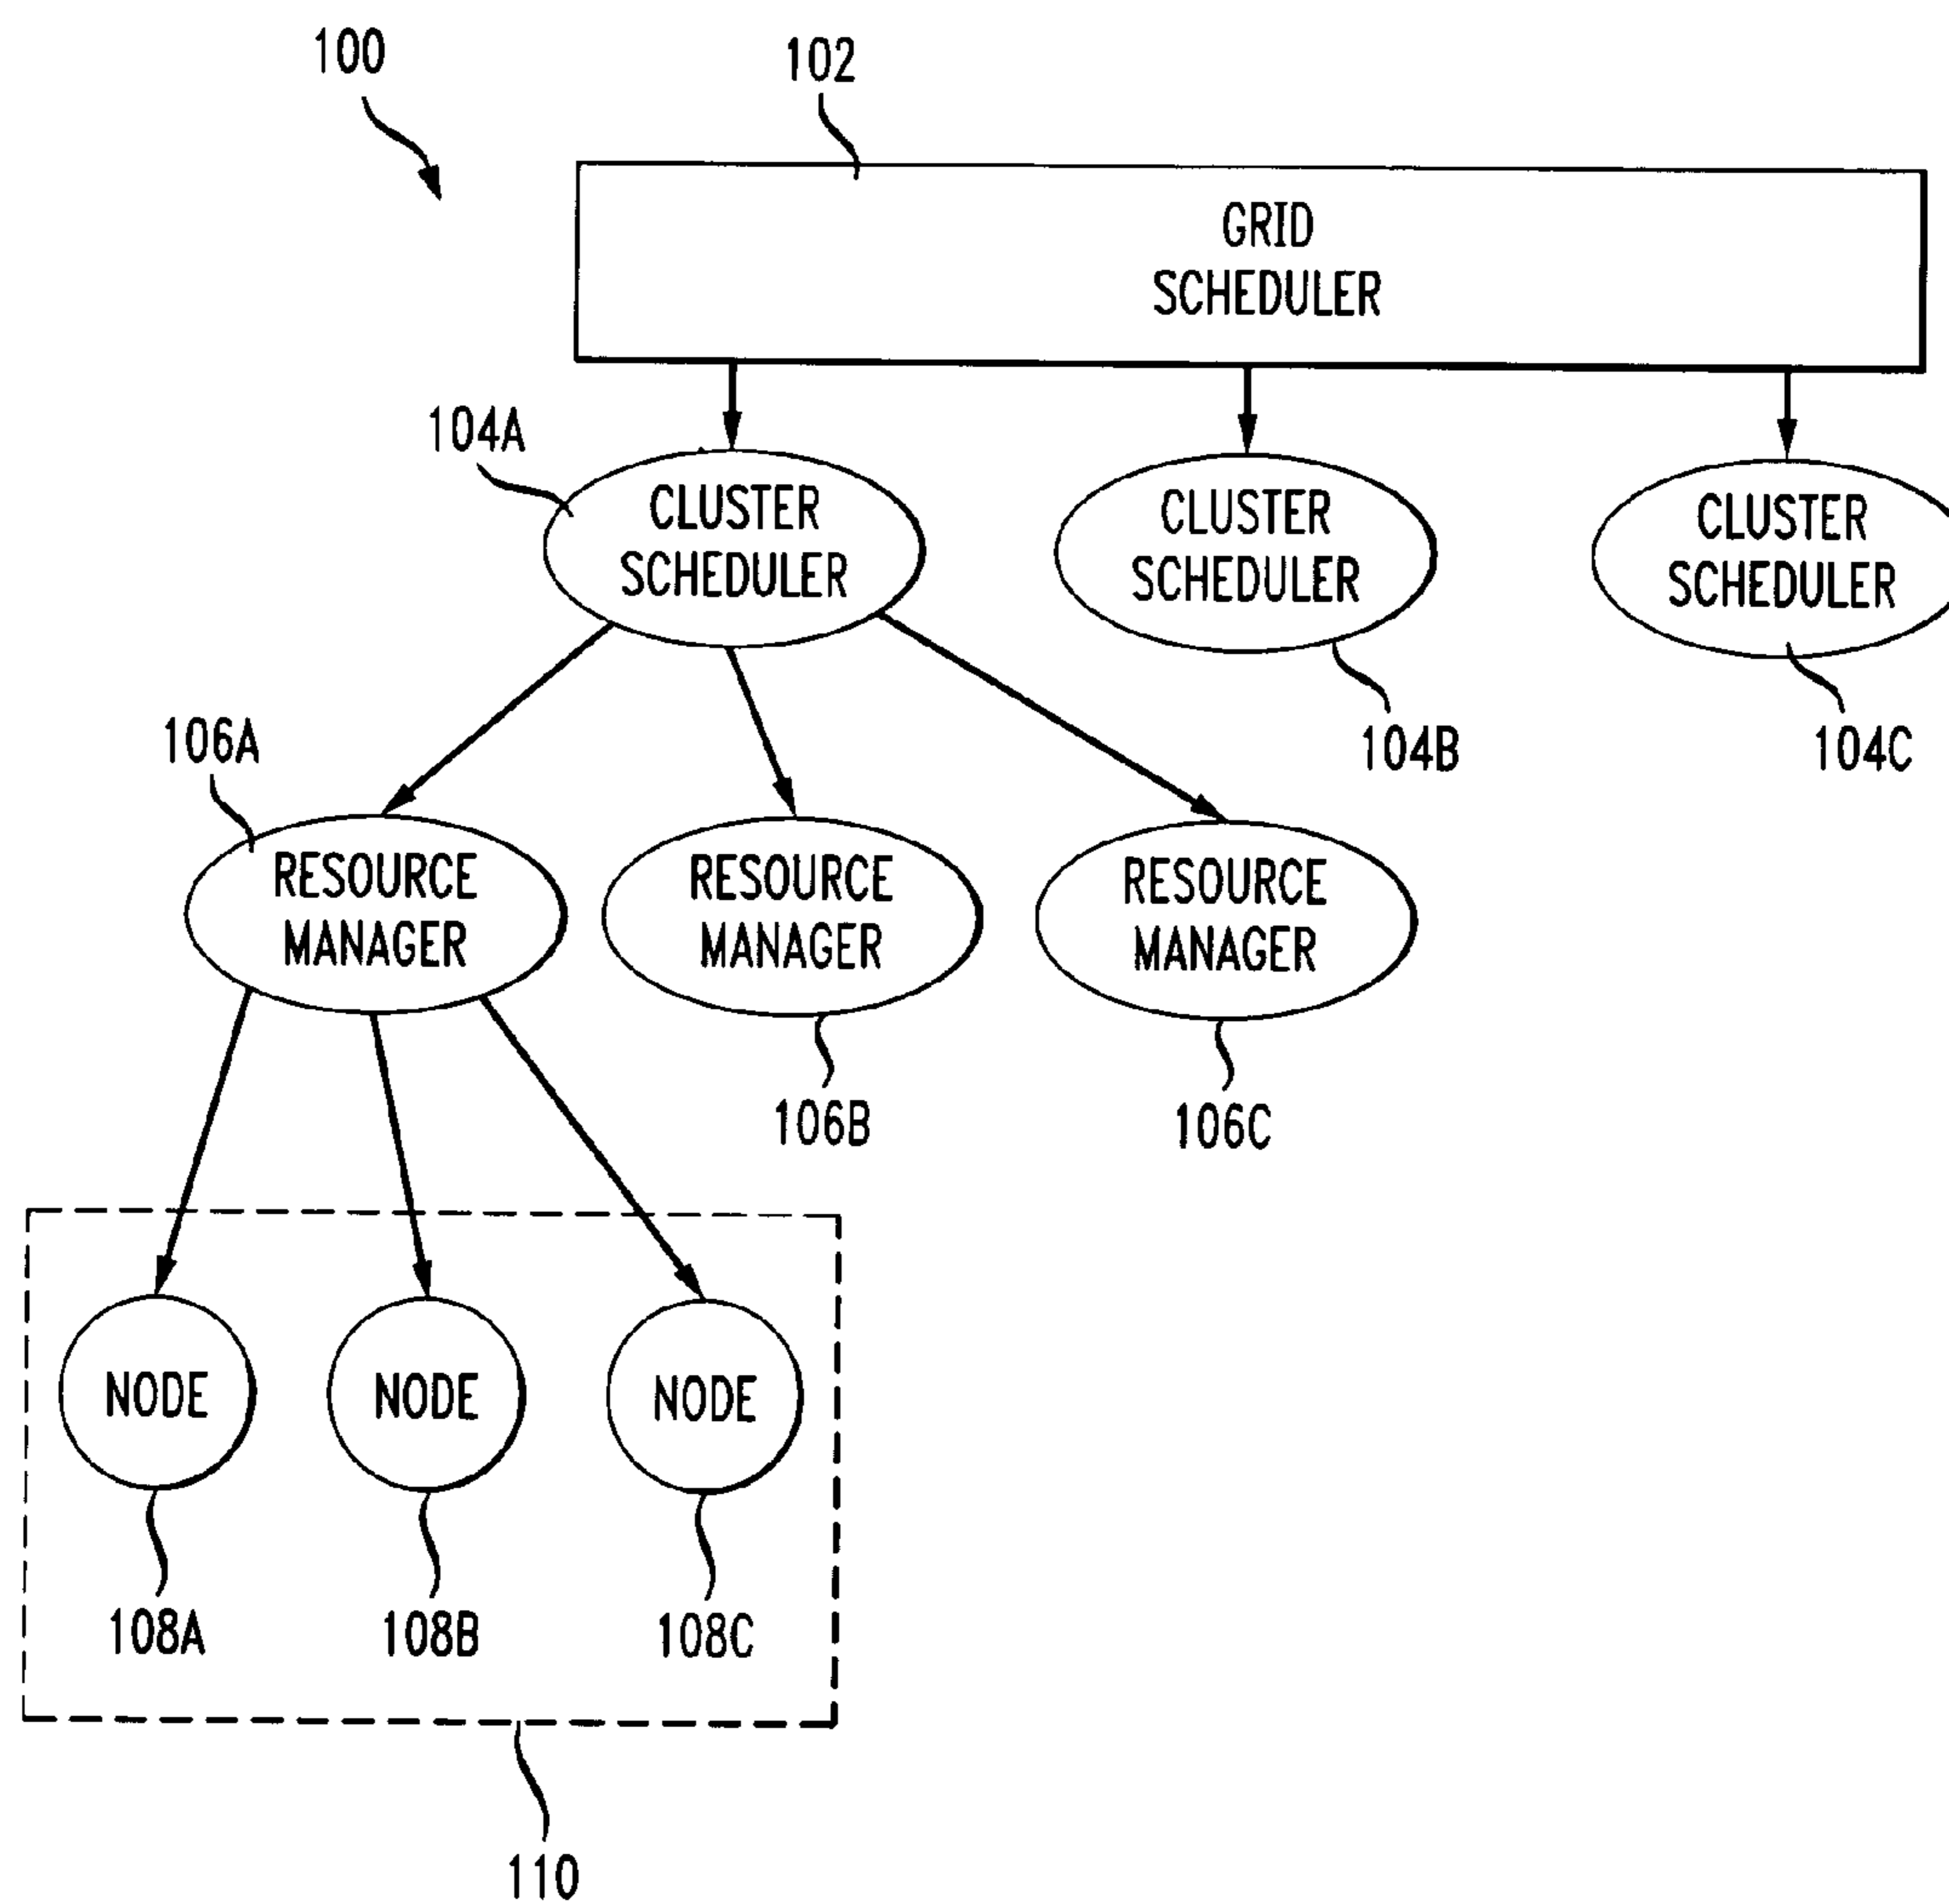 100
102
GRID
SCHEDULER
104A
CLUSTER
SCHEDULER
CLUSTER
SCHEDULER
CLUSTER
SCHEDULER
104B
104C
106A
RESOURCE
MANAGER
RESOURCE
MANAGER
RESOURCE
MANAGER
106B
106C
NODE
NODE
NODE
108A
108B
108C
110